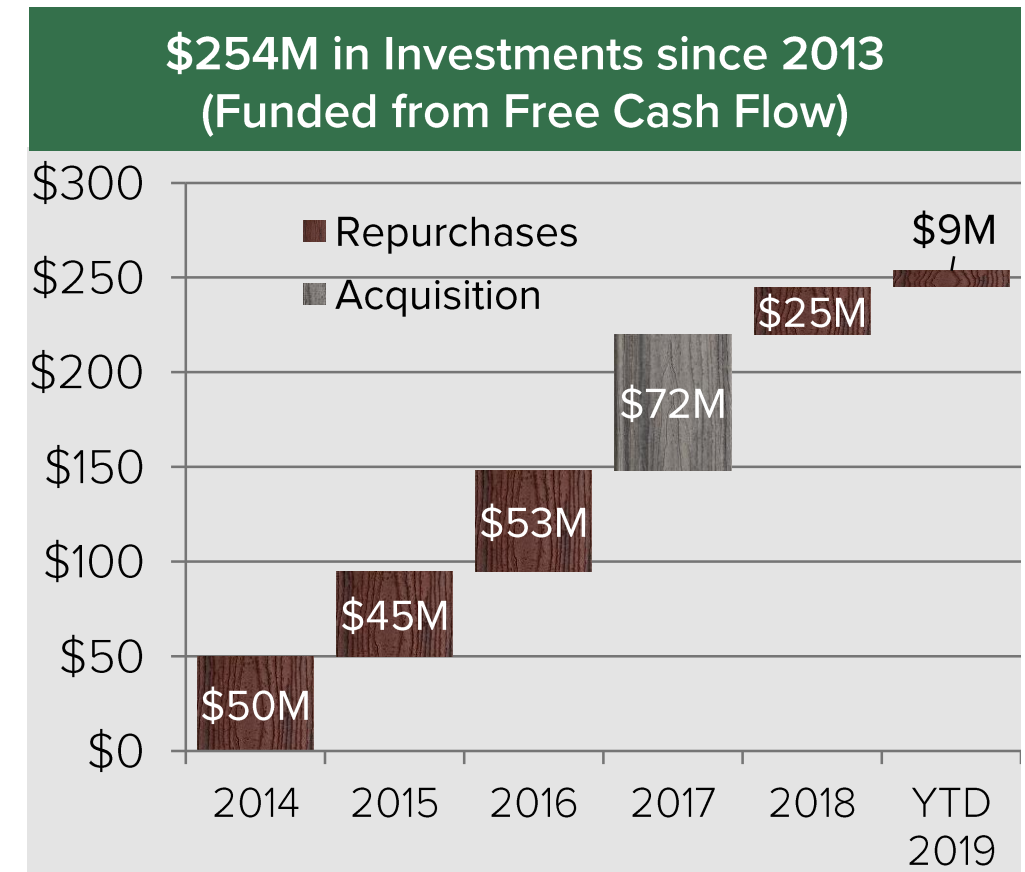 $254M in Investments since 2013
(Funded from Free Cash Flow)
$300
$250
$200
$150
$100
$50
$0
Repurchases
Acquisition
$50M
$45M
$53M
$72M
$25M
$9M
2014
2015
2016
2017
2018
YTD
2019